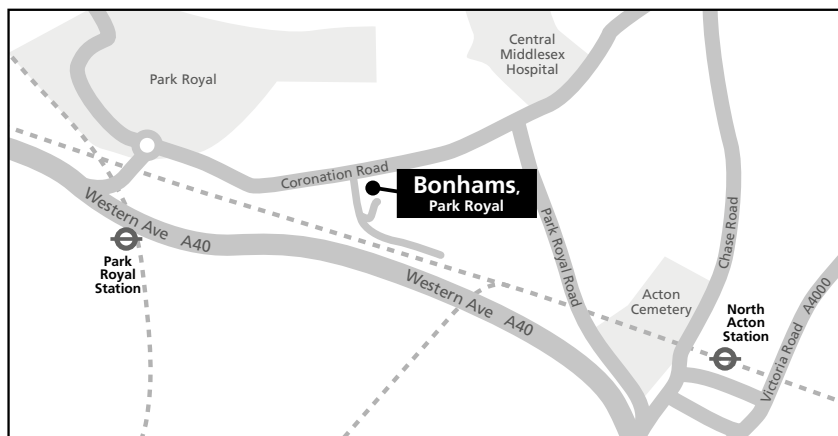 Central
Middlesex
Hospital
Park Royal
Coronation Road
Bonhams,
Park Royal
Western Ave A40
Park
Royal
Station
Western Ave A40
Park Royal Road
Chase Road
Acton
Cemetery
North
Acton
Station
Victoria Road A4000